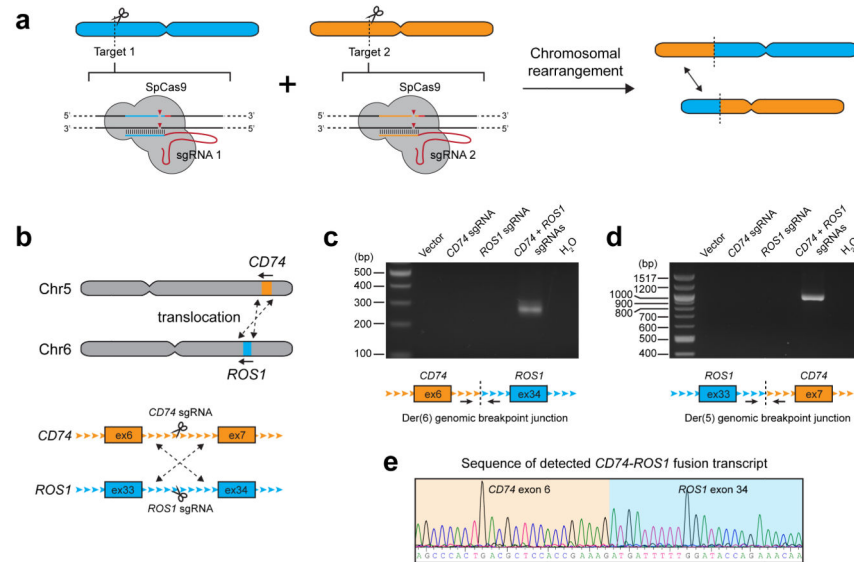 a
Target 1
Target 2
SpCas9
SpCas9
5'
3'
3'
5'
sgRNA 1
+
5'
3'
3'
5'
sgRNA 2
Chromosomal
rearrangement
b
CD74
Chr5
translocation
Chr6
ROS1
CD74 sgRNA
CD74
ex6
ex7
ROS1
ex33
ex34
ROS1 sgRNA
c
Vector
CD74 sgRNA
ROS1 sgRNA
CD74 + ROS1
sgRNAs
H2O
(bp)
500
400
300
200
100
CD74
ROS1
ex6
ex34
Der(6) genomic breakpoint junction
d
Vector
CD74 sgRNA
ROS1 sgRNA
CD74 + ROS1
sgRNAs
H2O
(bp)
1517
1200
1000
900
800
700
600
500
400
ROS1
CD74
ex33
ex7
Der(5) genomic breakpoint junction
e
Sequence of detected CD74-ROS1 fusion transcript
CD74 exon 6
ROS1 exon 34
AGCCCACTGACGCTCCACCGAAAGATGATTTTTGGATACCAGAAACAA